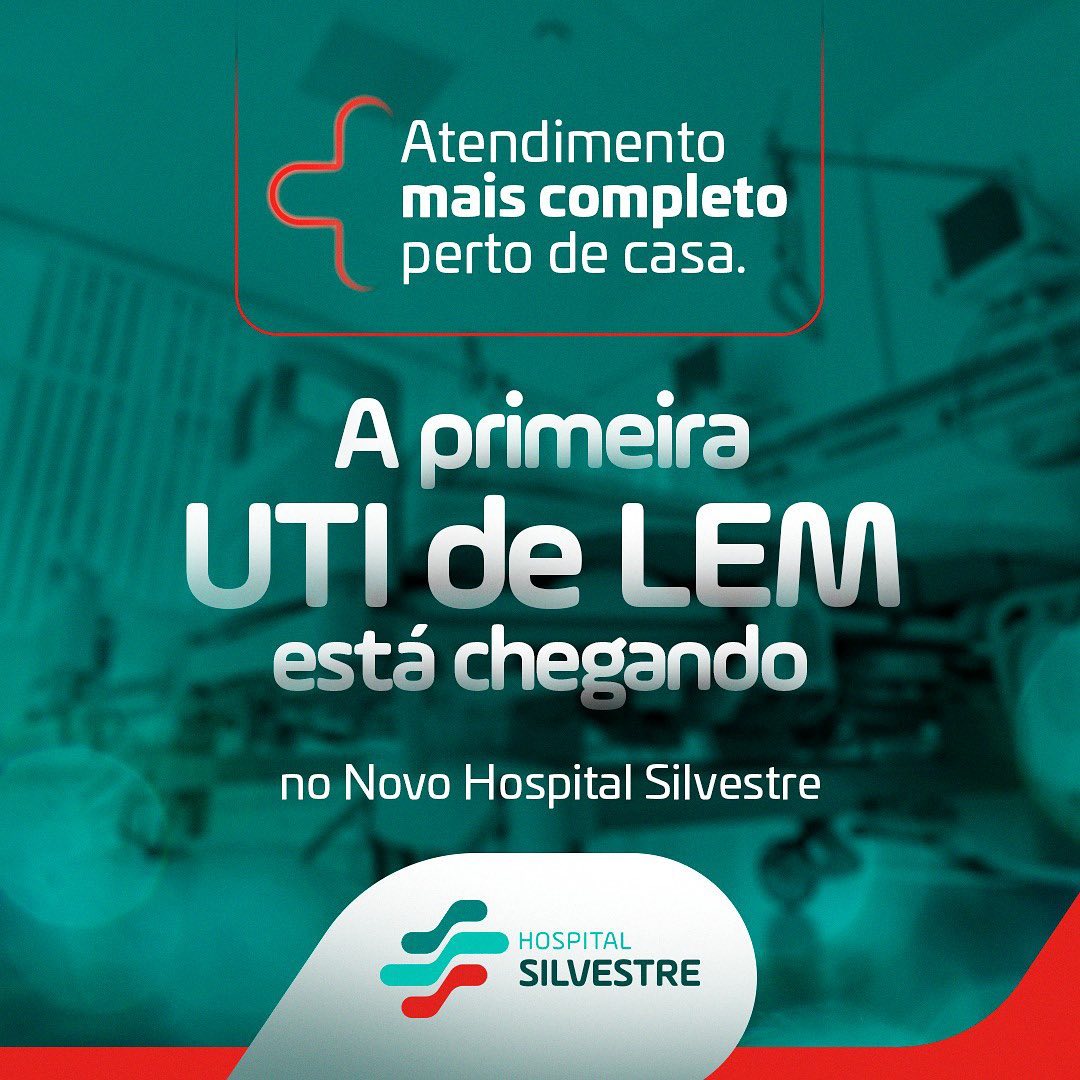 Atendimento
mais completo
perto de casa.
A primeira
UTI de LEM
está chegando
no Novo Hospital Silvestre
HOSPITAL
SILVESTRE